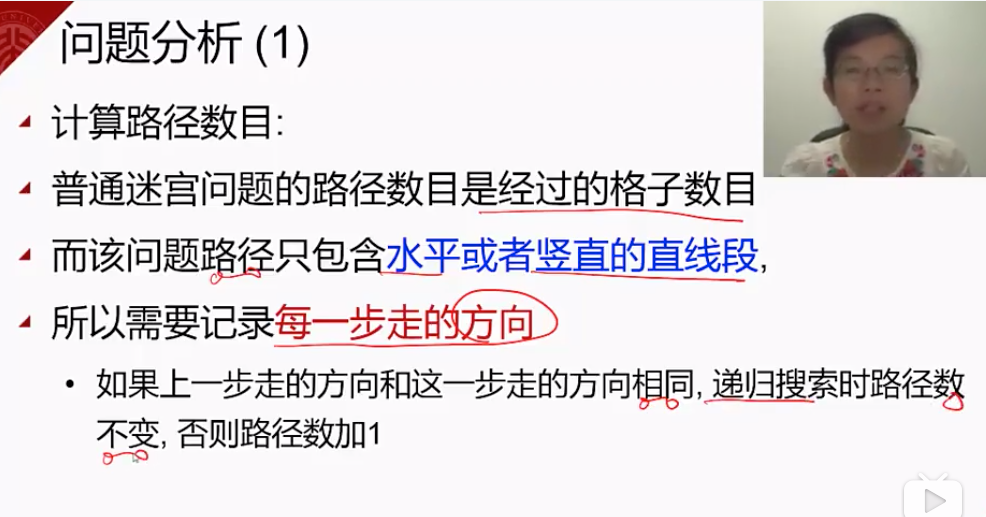 问题分析 (1)
计算路径数目:
普通迷宫问题的路径数目是经过的格子数目
而该问题路径只包含水平或者竖直的直线段,
所以需要记录每一步走的方向
如果上一步走的方向和这一步走的方向相同, 递归搜索时路径数
不变, 否则路径数加1